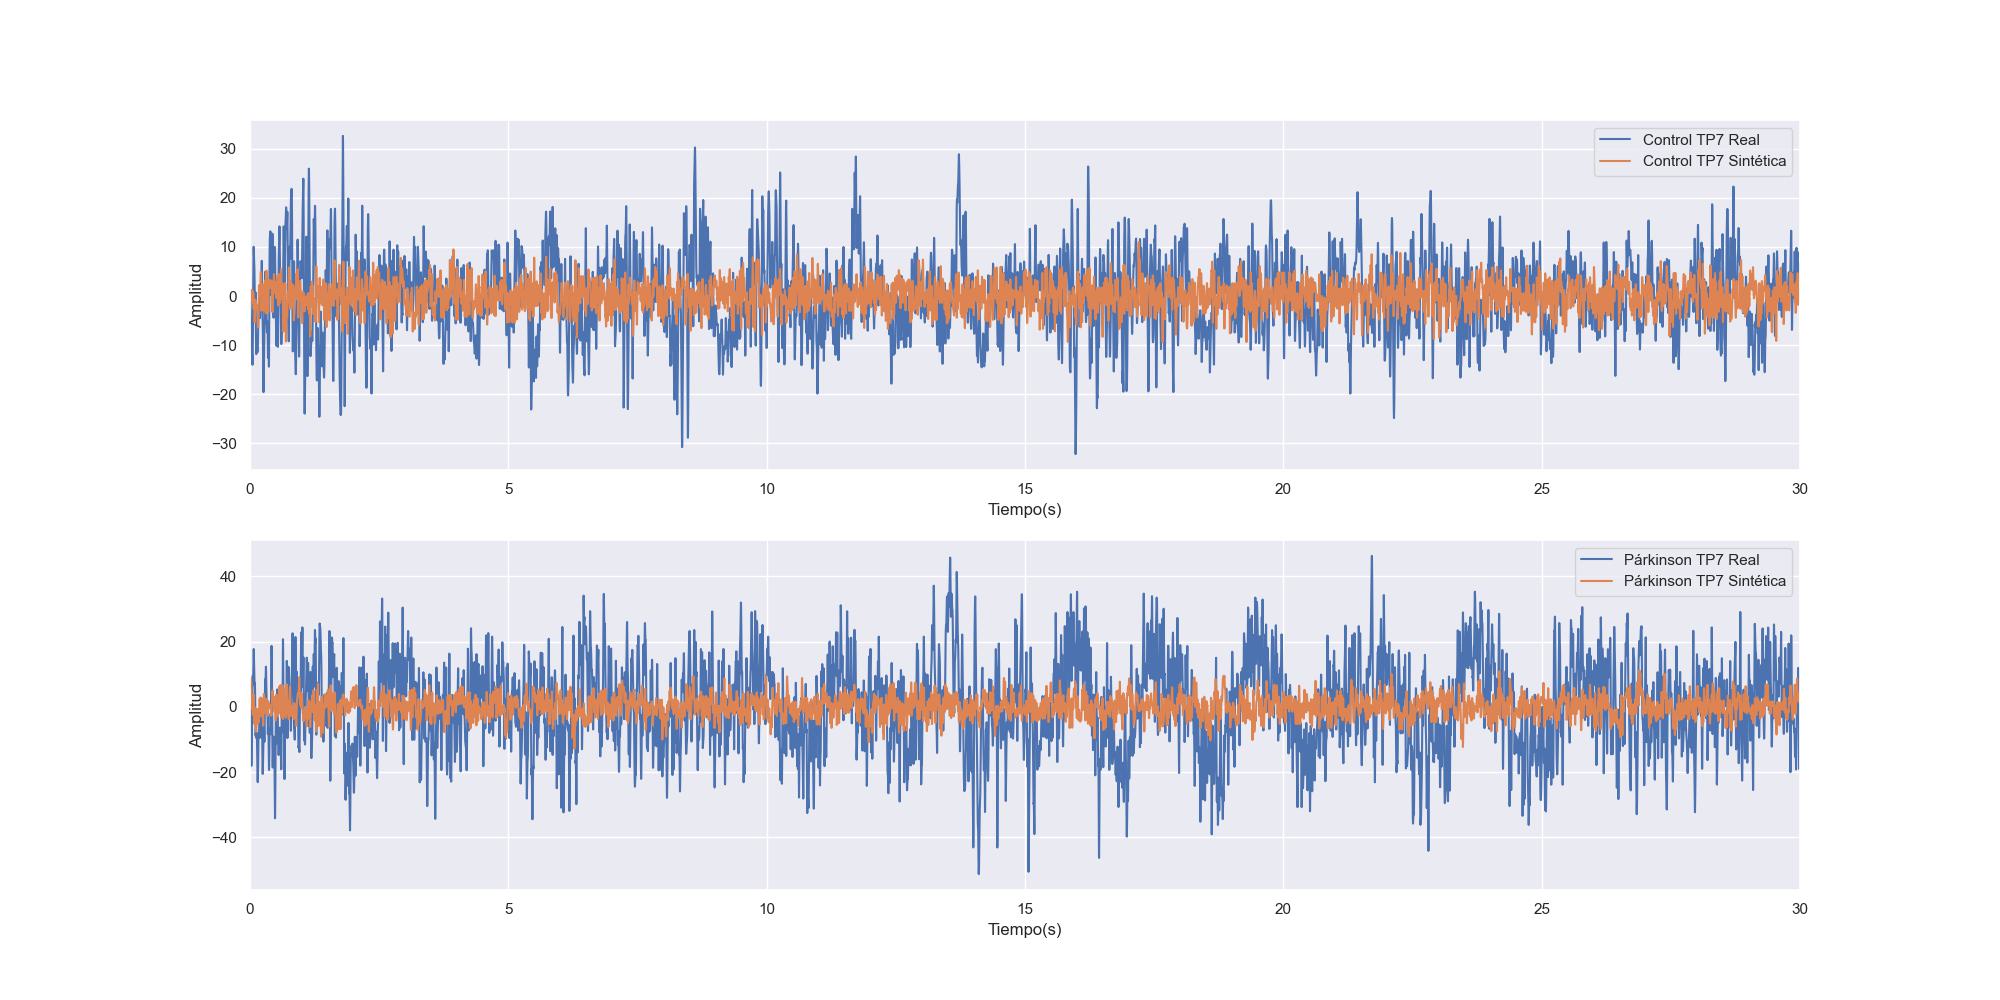 Control TP7 Real
Control TP7 Sintética
30
20
10
0
−10
−20
−30
Amplitud
0 5 10 15 20 25 30
Tiempo(s)
Párkinson TP7 Real
Párkinson TP7 Sintética
40
20
0
−20
−40
Amplitud
0 5 10 15 20 25 30
Tiempo(s)